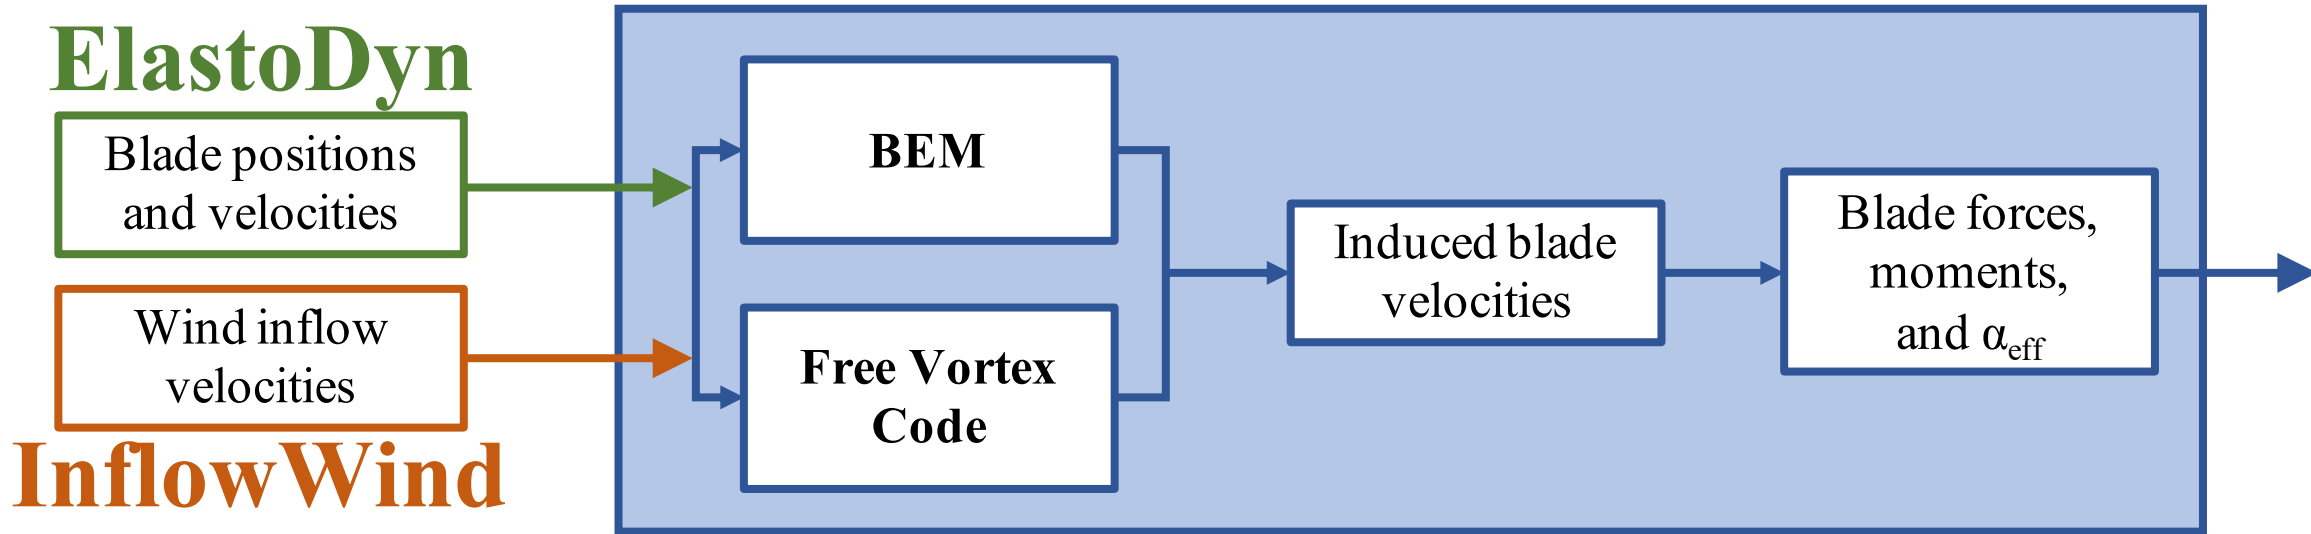 ElastoDyn
Blade positions
and velocities
Wind inflow
velocities
InflowWind
BEM
Free Vortex
Code
Induced blade
velocities
Blade forces,
moments,
and αeff